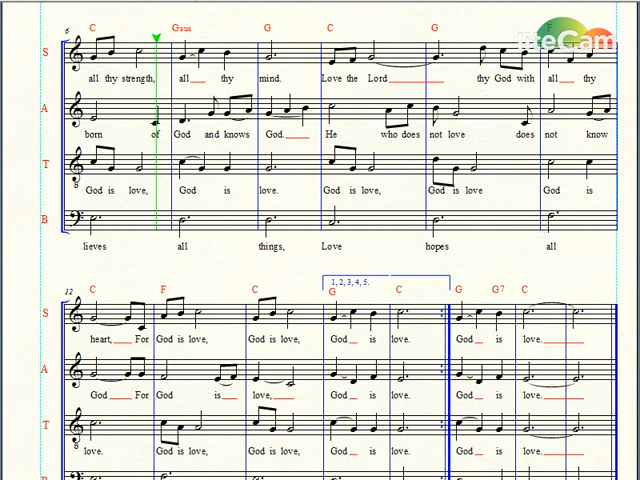 6 C Gsus G C G F
liteCam
S
all thy strength, all thy mind. Love the Lord thy God with all thy
A
born of God and knows God. He who does not love does not know
T
8
God is love, God is love. God is love, God is love God is
B
lieves all things, Love hopes all
1, 2, 3, 4, 5.
12 C F C G C G G7 C
S
heart, For God is love, God is love, God is love. God is love.
A
God For God is love, God is love. God is love.
T
8
love. God is love, God is love, God is love. God is love.